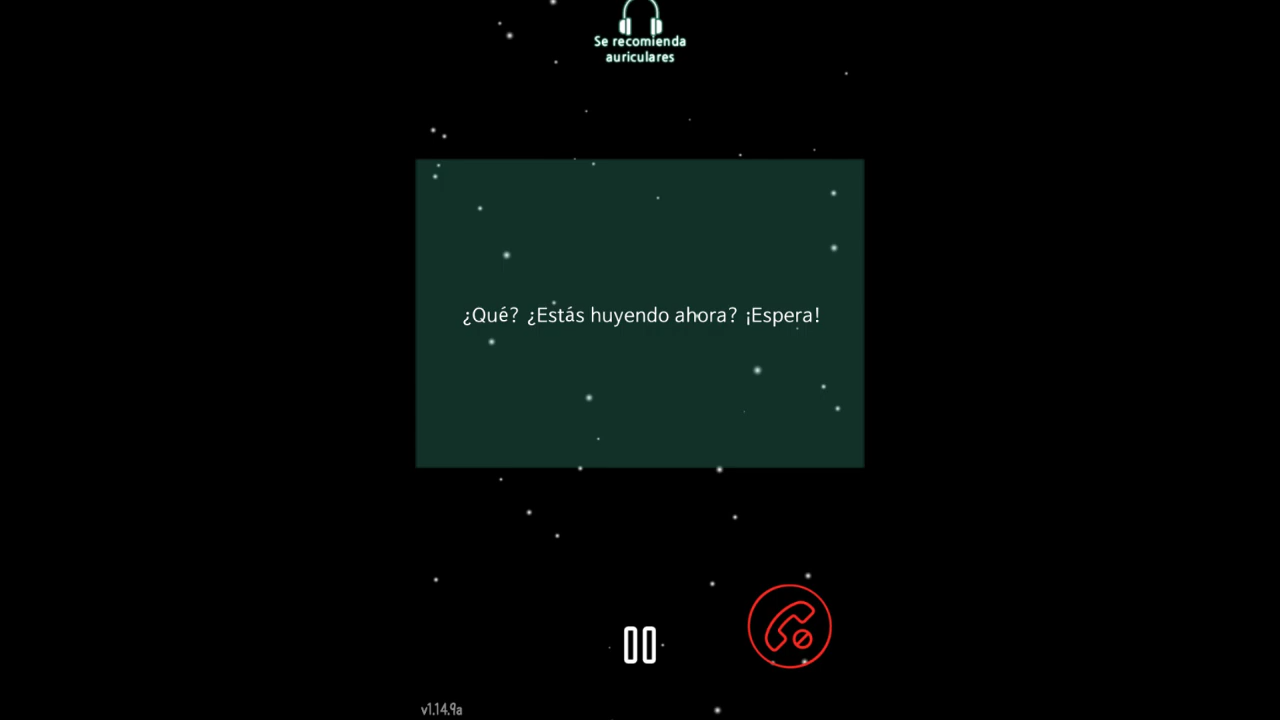 Se recomienda
auriculares
¿Qué? ¿Estás huyendo ahora? ¡Espera!
v1.14.9a